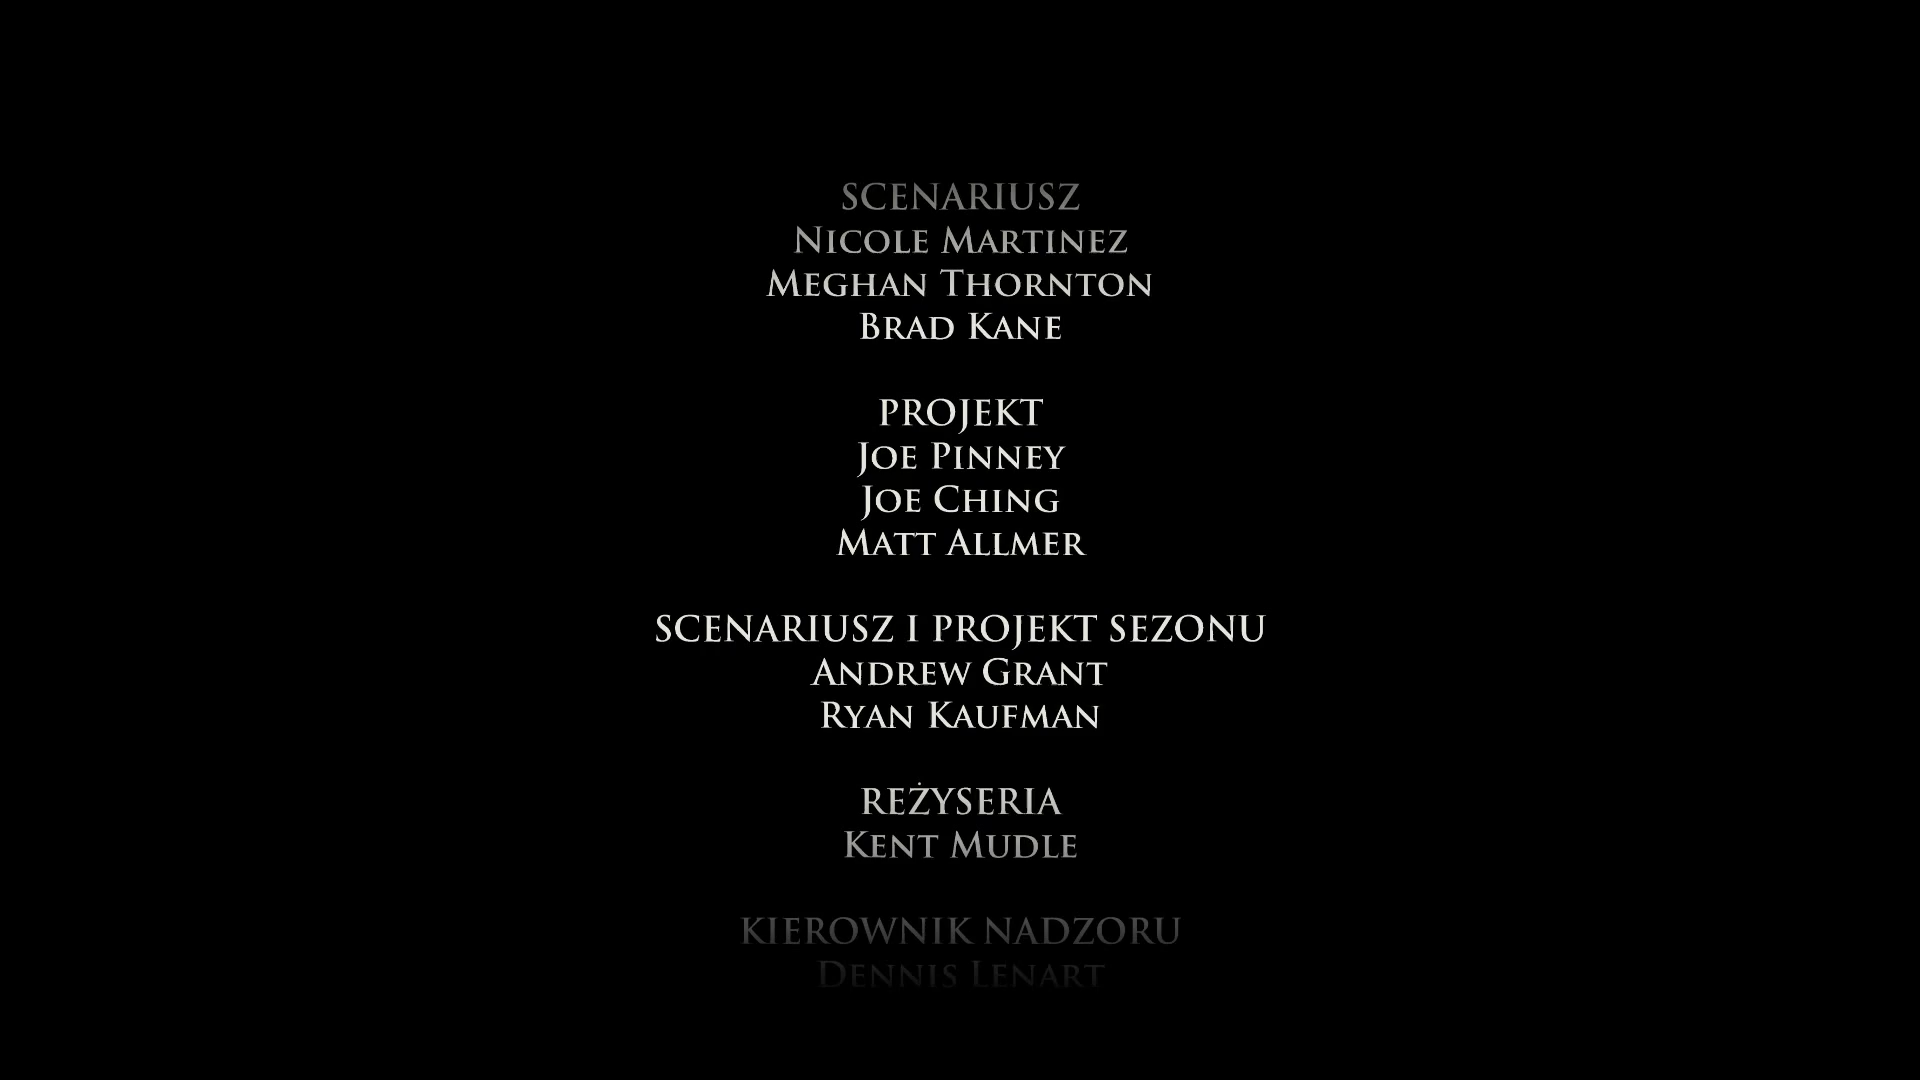 SCENARIUSZ
Nicole Martinez
Meghan Thornton
Brad Kane
PROJEKT
Joe Pinney
Joe Ching
Matt Allmer
SCENARIUSZ I PROJEKT SEZONU
Andrew Grant
Ryan Kaufman
REŻYSERIA
Kent Mudle
KIEROWNIK NADZORU
Dennis Lenart